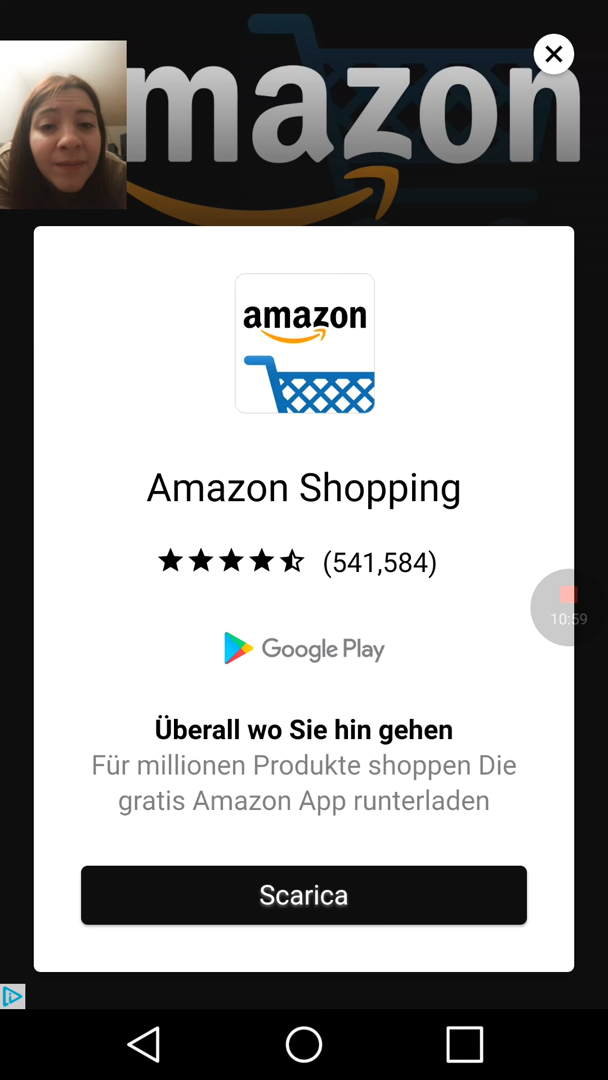 amazon
amazon
Amazon Shopping
(541,584)
Google Play
10:59
Überall wo Sie hin gehen
Für millionen Produkte shoppen Die
gratis Amazon App runterladen
Scarica